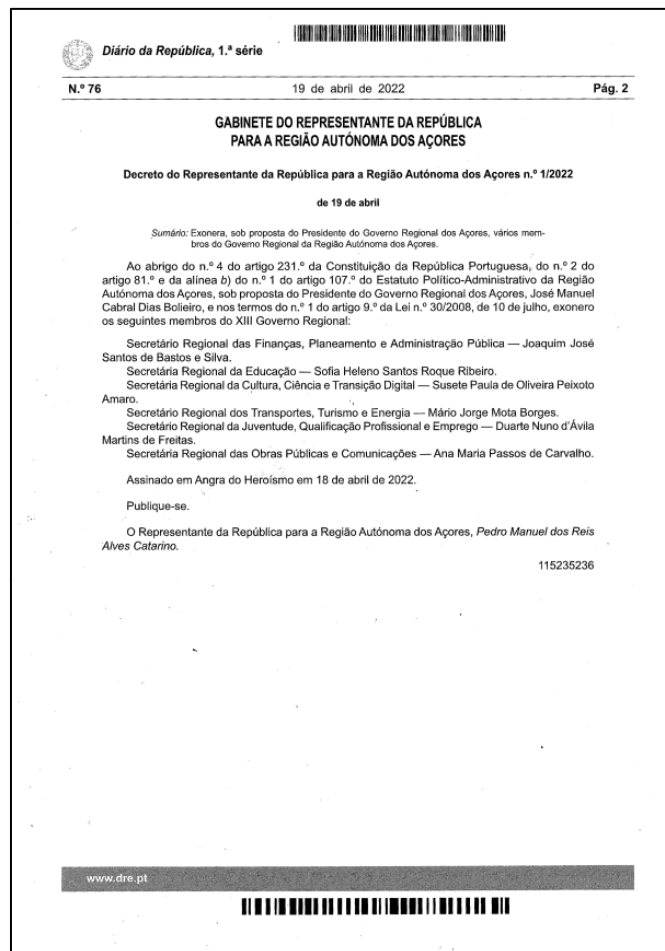 Diário da República, 1.ª série
N.º 76 19 de abril de 2022 Pág. 2
GABINETE DO REPRESENTANTE DA REPÚBLICA
PARA A REGIÃO AUTÓNOMA DOS AÇORES
Decreto do Representante da República para a Região Autónoma dos Açores n.º 1/2022
de 19 de abril
Sumário: Exonera, sob proposta do Presidente do Governo Regional dos Açores, vários mem-
bros do Governo Regional da Região Autónoma dos Açores.
Ao abrigo do n.º 4 do artigo 231.º da Constituição da República Portuguesa, do n.º 2 do
artigo 81.º e da alínea b) do n.º 1 do artigo 107.º do Estatuto Político-Administrativo da Região
Autónoma dos Açores, sob proposta do Presidente do Governo Regional dos Açores, José Manuel
Cabral Dias Bolieiro, e nos termos do n.º 1 do artigo 9.º da Lei n.º 30/2008, de 10 de julho, exonero
os seguintes membros do XIII Governo Regional:
Secretário Regional das Finanças, Planeamento e Administração Pública — Joaquim José
Santos de Bastos e Silva.
Secretária Regional da Educação — Sofia Heleno Santos Roque Ribeiro.
Secretária Regional da Cultura, Ciência e Transição Digital — Susete Paula de Oliveira Peixoto
Amaro.
Secretário Regional dos Transportes, Turismo e Energia — Mário Jorge Mota Borges.
Secretário Regional da Juventude, Qualificação Profissional e Emprego — Duarte Nuno d'Ávila
Martins de Freitas.
Secretária Regional das Obras Públicas e Comunicações — Ana Maria Passos de Carvalho.
Assinado em Angra do Heroísmo em 18 de abril de 2022.
Publique-se.
O Representante da República para a Região Autónoma dos Açores, Pedro Manuel dos Reis
Alves Catarino.
115235236
www.dre.pt